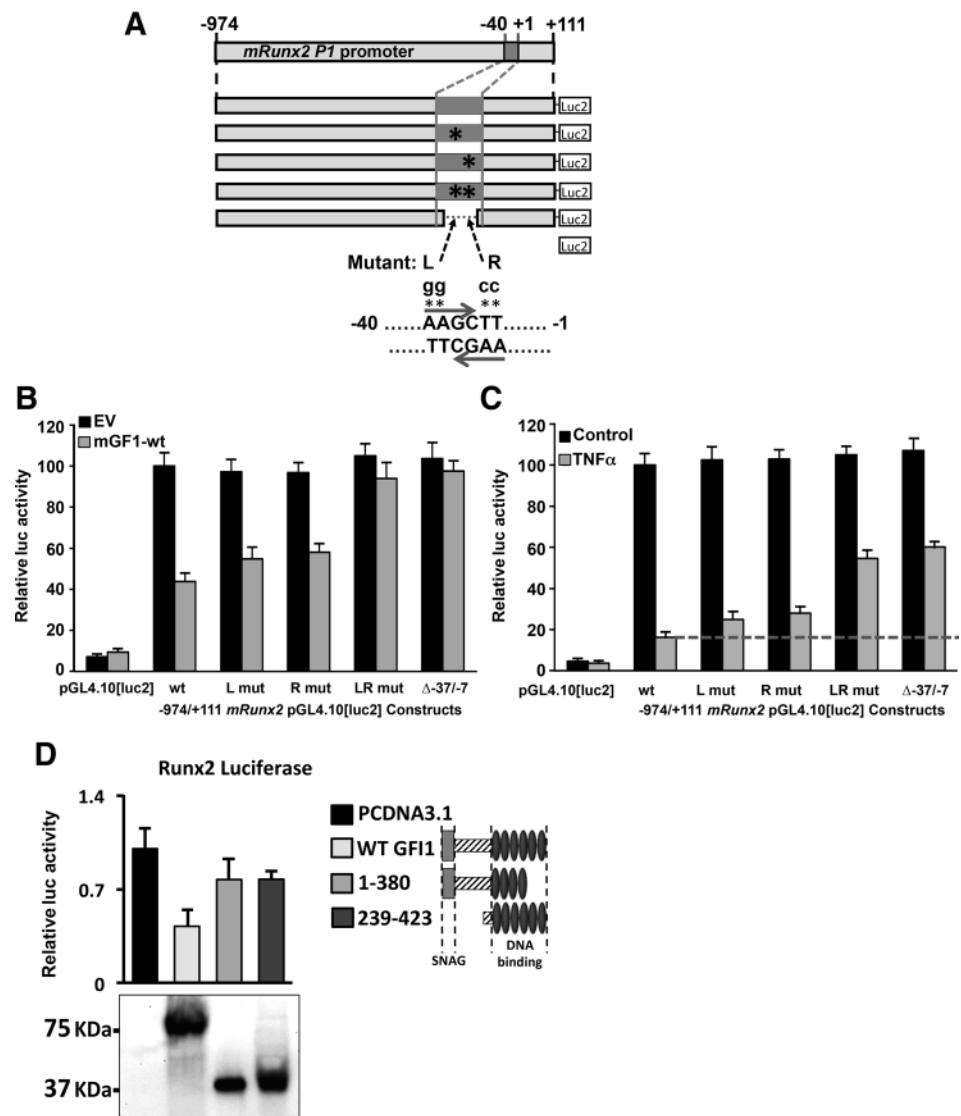 A
-974
-40
+1
+111
mRunx2 P1 promoter
Luc2
*
Luc2
*
Luc2
**
Luc2
Luc2
Luc2
Mutant: L
R
gg
cc
**
**
-40 ......AAGCTT....... -1
......TTCGAA.......
B
EV
mGF1-wt
Relative luc activity
120
100
80
60
40
20
0
pGL4.10[luc2]
wt
L mut
R mut
LR mut
Δ-37/-7
-974/+111 mRunx2 pGL4.10[luc2] Constructs
C
Control
TNFα
Relative luc activity
120
100
80
60
40
20
0
pGL4.10[luc2]
wt
L mut
R mut
LR mut
Δ-37/-7
-974/+111 mRunx2 pGL4.10[luc2] Constructs
D
Runx2 Luciferase
Relative luc activity
1.4
0.7
0
PCDNA3.1
WT GFI1
1-380
239-423
SNAG
DNA
binding
75 KDa
37 KDa